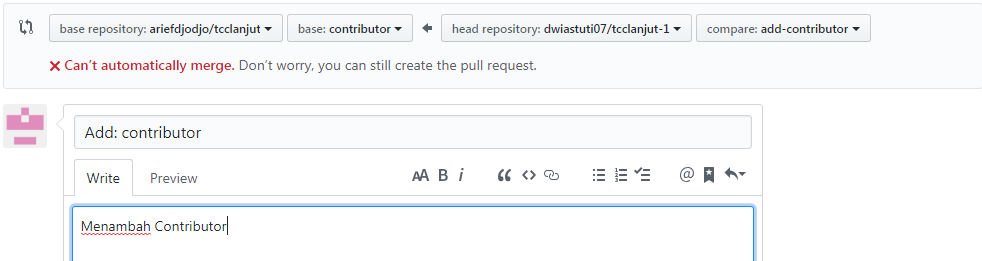 base repository: ariefdjodjo/tcclanjut base: contributor head repository: dwiastuti07/tcclanjut-1 compare: add-contributor
Can’t automatically merge. Don’t worry, you can still create the pull request.
Add: contributor
Write Preview AA B i @
Menambah Contributor